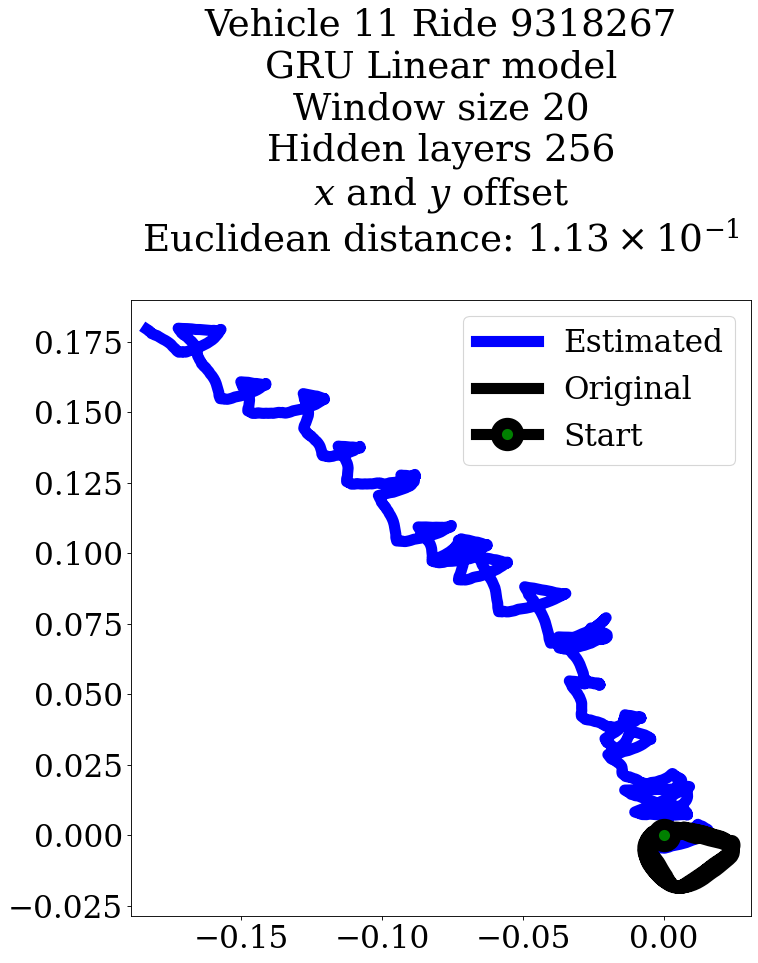 Vehicle 11 Ride 9318267
GRU Linear model
Window size 20
Hidden layers 256
x and y offset
Euclidean distance: 1.13 × 10⁻¹
Estimated
Original
Start
0.175
0.150
0.125
0.100
0.075
0.050
0.025
0.000
−0.025
−0.15 −0.10 −0.05 0.00